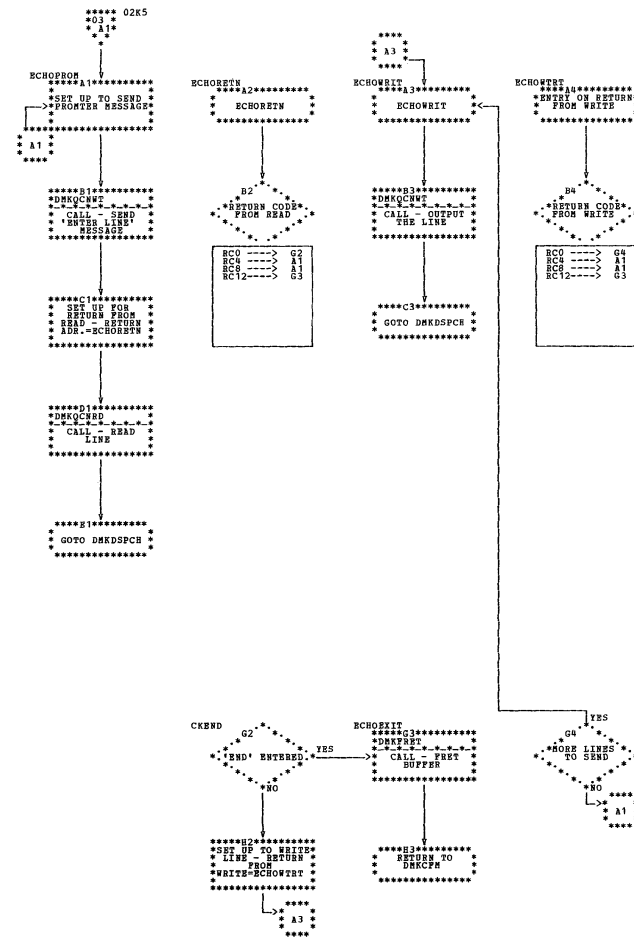 02K5
*03
A1*
ECHOPROM
A1
SET UP TO SEND
PROMTER MESSAGE
A1
B1
DMKQCNWT
CALL - SEND
'ENTER LINE'
MESSAGE
C1
SET UP FOR
RETURN FROM
READ - RETURN
ADR.=ECHORETN
D1
DMKQCNRD
CALL - READ
LINE
E1
GOTO DMKDSPCH
ECHORETN
A2
ECHORETN
B2
RETURN CODE
FROM READ
RC0 ----> G2
RC4 ----> A1
RC8 ----> A1
RC12----> G3
A3
ECHOWRIT
A3
ECHOWRIT
B3
DMKQCNWT
CALL - OUTPUT
THE LINE
C3
GOTO DMKDSPCH
ECHOWTRT
A4
ENTRY ON RETURN
FROM WRITE
B4
RETURN CODE
FROM WRITE
RC0 ----> G4
RC4 ----> A1
RC8 ----> A1
RC12----> G3
CKEND
G2
'END' ENTERED
YES
NO
H2
SET UP TO WRITE
LINE - RETURN
FROM
WRITE=ECHOWTRT
A3
ECHOEXIT
G3
DMKFRET
CALL - FRET
BUFFER
H3
RETURN TO
DMKCFM
YES
G4
MORE LINES
TO SEND
NO
A1